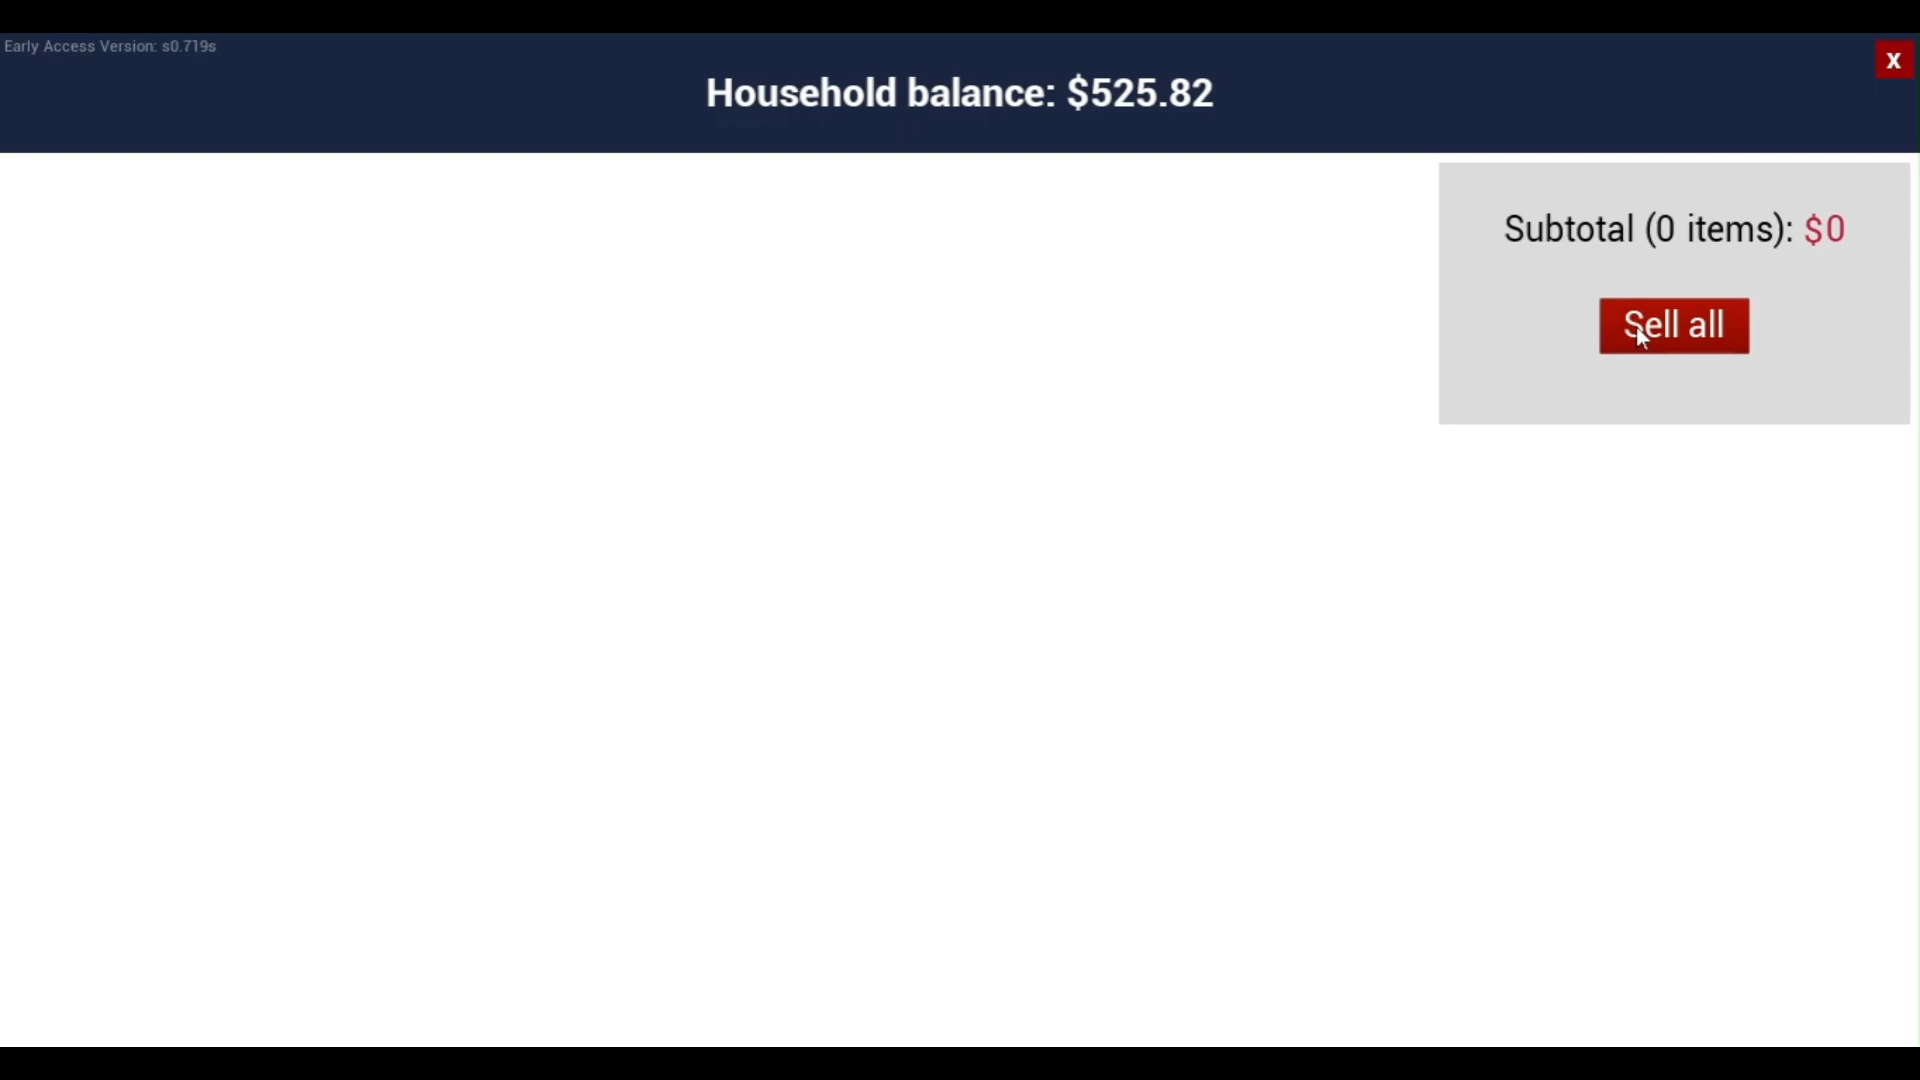 Early Access Version: s0.719s
X
Household balance: $525.82
Subtotal (0 items): $0
Sell all